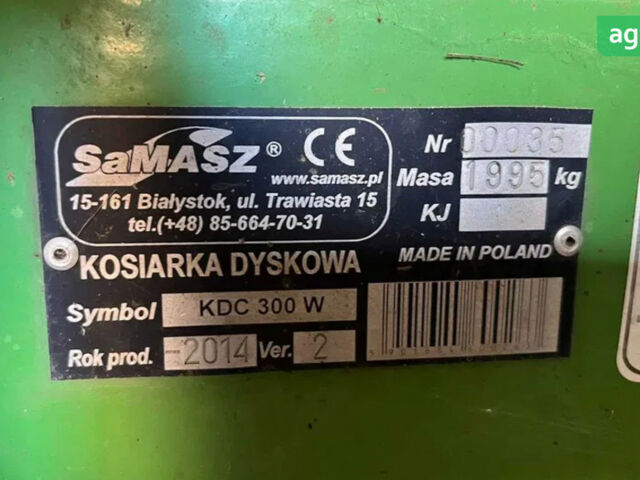 ag
SaMASZ®
CE
www.samasz.pl
15-161 Białystok, ul. Trawiasta 15
tel.(+48) 85-664-70-31
Nr 00035
Masa 1995 kg
KJ
KOSIARKA DYSKOWA
MADE IN POLAND
Symbol KDC 300 W
Rok prod. 2014 Ver. 2